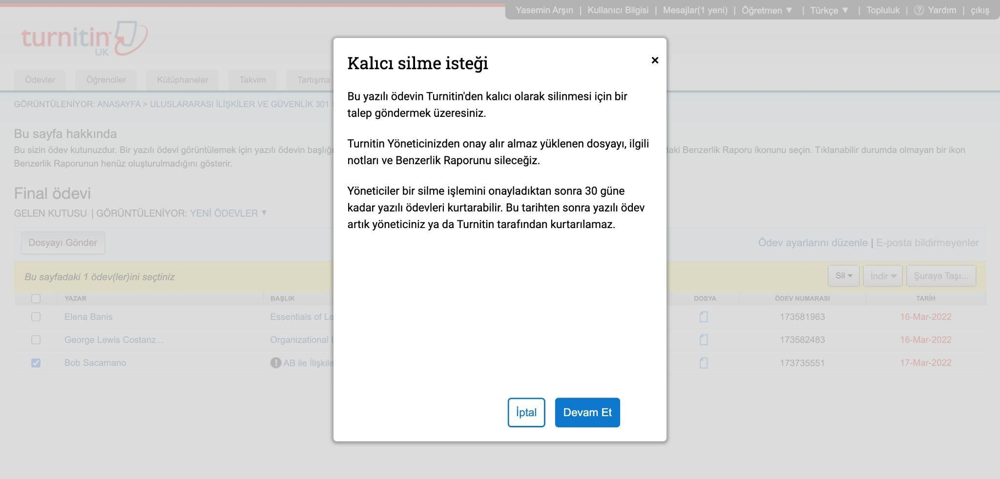 Yasemin Arşın | Kullanıcı Bilgisi | Mesajlar(1 yeni) | Öğretmen ▼ | Türkçe ▼ | Topluluk | ? Yardım | çıkış
turnitin
UK
Ödevler Öğrenciler Kütüphaneler Takvim Tartışma
GÖRÜNTÜLENİYOR: ANASAYFA > ULUSLARARASI İLİŞKİLER VE GÜVENLİK 301 >
Bu sayfa hakkında
Bu sizin ödev kutunuzdur. Bir yazılı ödevi görüntülemek için yazılı ödevin başlığı
daki Benzerlik Raporu ikonunu seçin. Tıklanabilir durumda olmayan bir ikon
Benzerlik Raporunun henüz oluşturulmadığını gösterir.
Final ödevi
GELEN KUTUSU | GÖRÜNTÜLENİYOR: YENİ ÖDEVLER ▼
Dosyayı Gönder
Ödev ayarlarını düzenle | E-posta bildirmeyenler
Bu sayfadaki 1 ödev(ler)ini seçtiniz
Sil İndir Şuraya Taşı...
YAZAR BAŞLIK DOSYA ÖDEV NUMARASI TARİH
Elena Banis Essentials of Le 173581963 16-Mar-2022
George Lewis Costanz... Organizational 173582483 16-Mar-2022
Bob Sacamano AB ile İlişkile 173735551 17-Mar-2022
Kalıcı silme isteği
×
Bu yazılı ödevin Turnitin'den kalıcı olarak silinmesi için bir
talep göndermek üzeresiniz.
Turnitin Yöneticinizden onay alır almaz yüklenen dosyayı, ilgili
notları ve Benzerlik Raporunu sileceğiz.
Yöneticiler bir silme işlemini onayladıktan sonra 30 güne
kadar yazılı ödevleri kurtarabilir. Bu tarihten sonra yazılı ödev
artık yöneticiniz ya da Turnitin tarafından kurtarılamaz.
İptal Devam Et